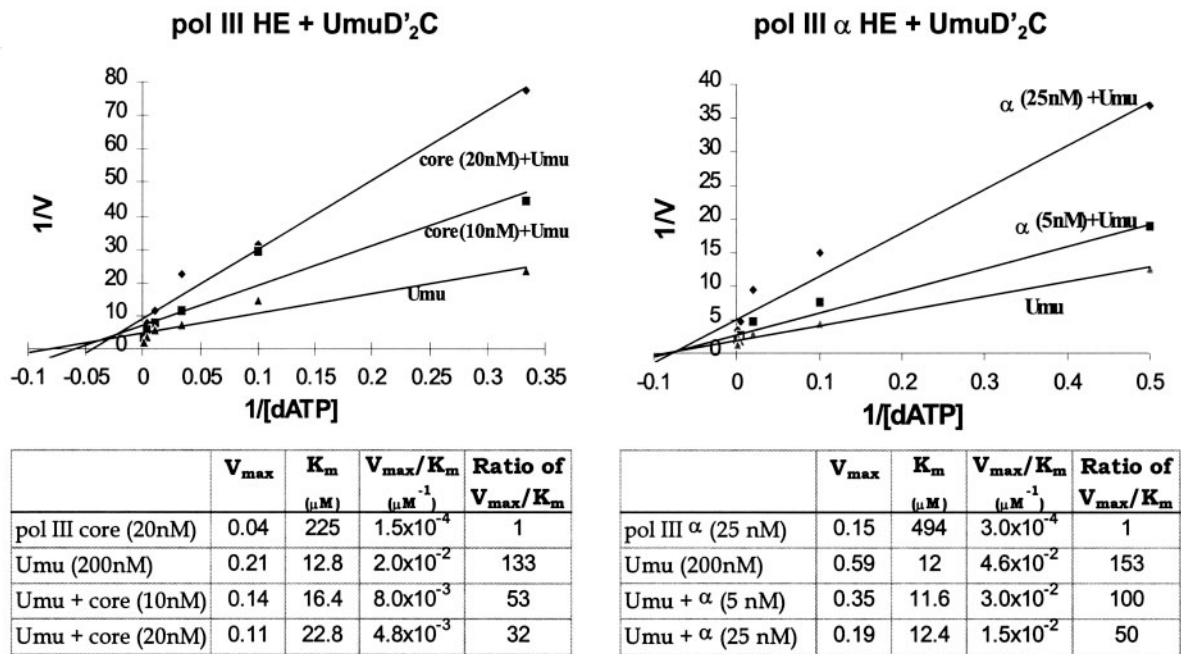 pol III HE + UmuD'₂C
80
70
60
50
40
30
20
10
0
1/V
core (20nM)+Umu
core(10nM)+Umu
Umu
-0.1 -0.05 0 0.05 0.1 0.15 0.2 0.25 0.3 0.35
1/[dATP]
Vmax Km (μM) Vmax/Km (μM⁻¹) Ratio of Vmax/Km
pol III core (20nM) 0.04 225 1.5x10⁻⁴ 1
Umu (200nM) 0.21 12.8 2.0x10⁻² 133
Umu + core (10nM) 0.14 16.4 8.0x10⁻³ 53
Umu + core (20nM) 0.11 22.8 4.8x10⁻³ 32
pol III α HE + UmuD'₂C
40
35
30
25
20
15
10
5
0
1/V
α (25nM) +Umu
α (5nM)+Umu
Umu
-0.1 0 0.1 0.2 0.3 0.4 0.5
1/[dATP]
Vmax Km (μM) Vmax/Km (μM⁻¹) Ratio of Vmax/Km
pol III α (25 nM) 0.15 494 3.0x10⁻⁴ 1
Umu (200nM) 0.59 12 4.6x10⁻² 153
Umu + α (5 nM) 0.35 11.6 3.0x10⁻² 100
Umu + α (25 nM) 0.19 12.4 1.5x10⁻² 50